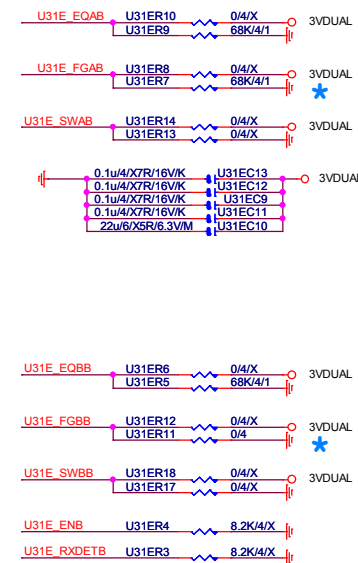 U31E_EQAB U31ER10 0/4/X 3VDUAL
U31ER9 68K/4/1
U31E_FGAB U31ER8 0/4/X 3VDUAL
U31ER7 68K/4/1
U31E_SWAB U31ER14 0/4/X 3VDUAL
U31ER13 0/4/X
0.1u/4/X7R/16V/K U31EC13 3VDUAL
0.1u/4/X7R/16V/K U31EC12
0.1u/4/X7R/16V/K U31EC9
0.1u/4/X7R/16V/K U31EC11
22u/6/X5R/6.3V/M U31EC10
U31E_EQBB U31ER6 0/4/X 3VDUAL
U31ER5 68K/4/1
U31E_FGBB U31ER12 0/4/X 3VDUAL
U31ER11 0/4
U31E_SWBB U31ER18 0/4/X 3VDUAL
U31ER17 0/4/X
U31E_ENB U31ER4 8.2K/4/X
U31E_RXDETB U31ER3 8.2K/4/X